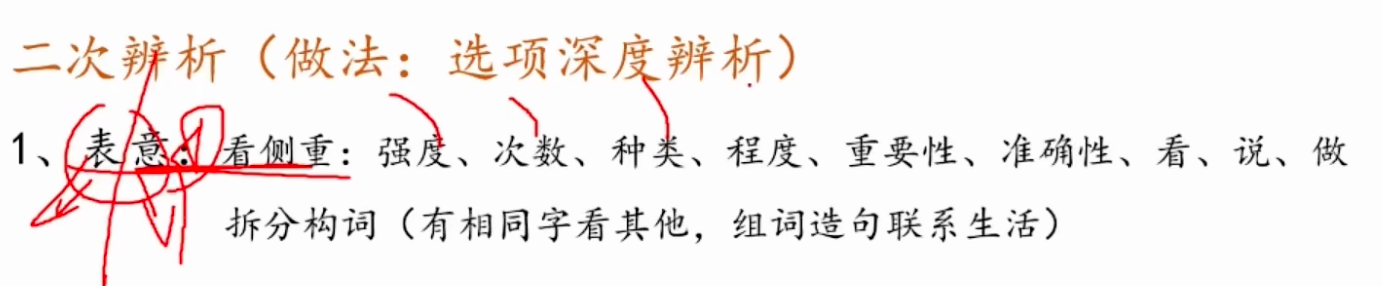 二次辨析（做法：选项深度辨析）
1、表意：看侧重：强度、次数、种类、程度、重要性、准确性、看、说、做
拆分构词（有相同字看其他，组词造句联系生活）